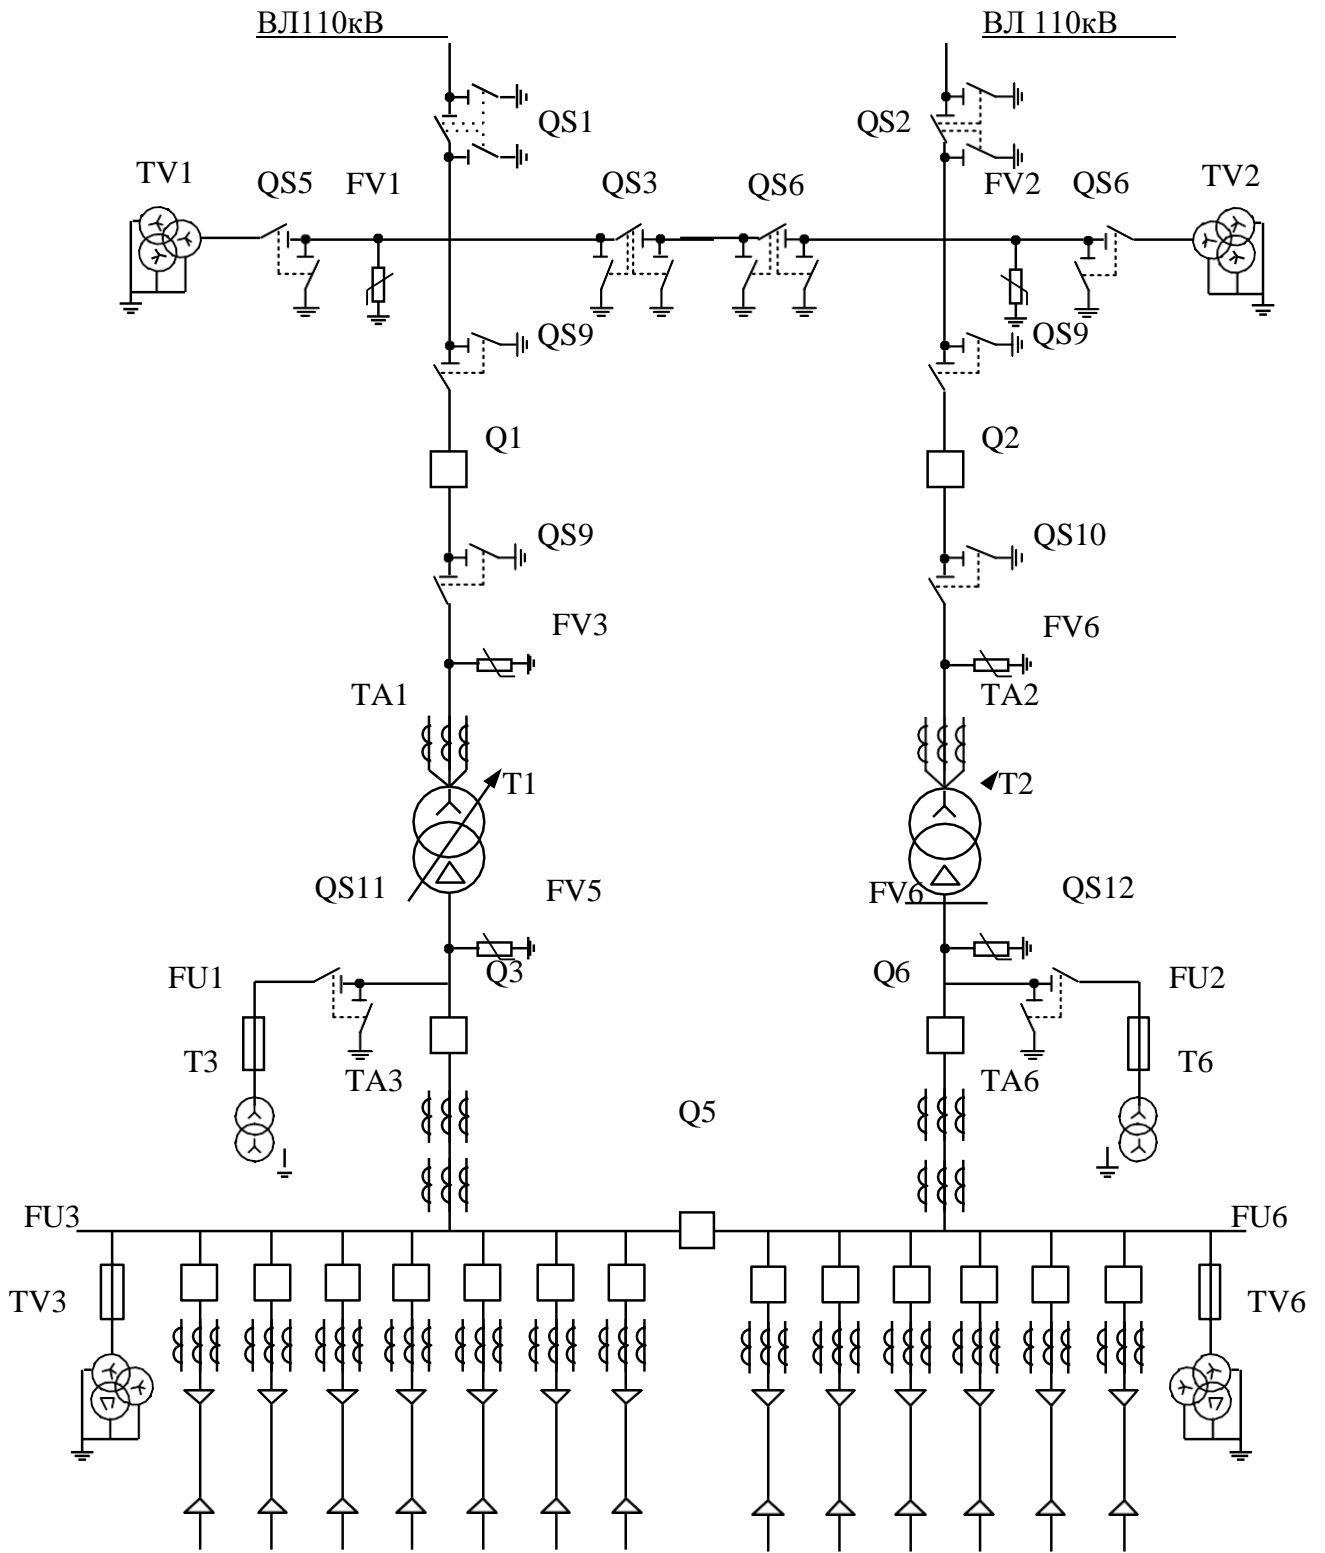 ВЛ110кВ
ВЛ 110кВ
QS1
QS2
TV1
QS5
FV1
QS3
QS6
FV2
QS6
TV2
QS9
QS9
Q1
Q2
QS9
QS10
FV3
FV6
TA1
TA2
T1
T2
QS11
FV5
FV6
QS12
FU1
Q3
Q6
FU2
T3
TA3
TA6
T6
Q5
FU3
FU6
TV3
TV6